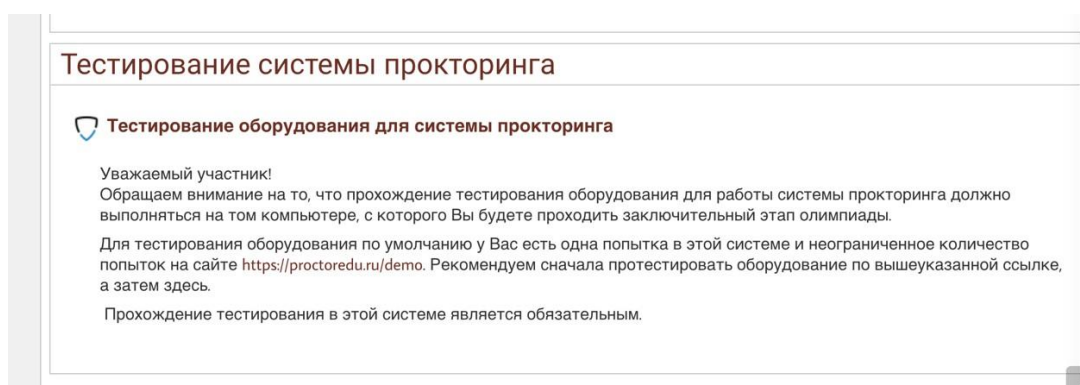 Тестирование системы прокторинга
Тестирование оборудования для системы прокторинга
Уважаемый участник!
Обращаем внимание на то, что прохождение тестирования оборудования для работы системы прокторинга должно
выполняться на том компьютере, с которого Вы будете проходить заключительный этап олимпиады.
Для тестирования оборудования по умолчанию у Вас есть одна попытка в этой системе и неограниченное количество
попыток на сайте https://proctoredu.ru/demo. Рекомендуем сначала протестировать оборудование по вышеуказанной ссылке,
а затем здесь.
Прохождение тестирования в этой системе является обязательным.